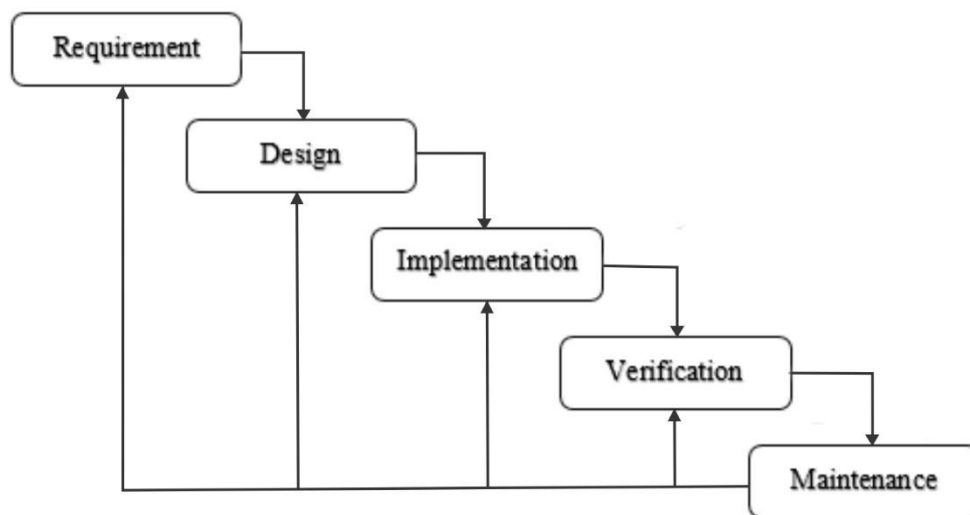 Requirement
Design
Implementation
Verification
Maintenance